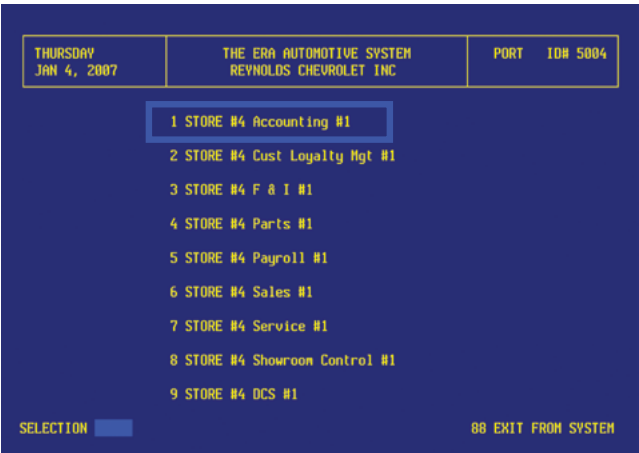 THURSDAY THE ERA AUTOMOTIVE SYSTEM PORT ID# 5004
JAN 4, 2007 REYNOLDS CHEVROLET INC
1 STORE #4 Accounting #1
2 STORE #4 Cust Loyalty Mgt #1
3 STORE #4 F & I #1
4 STORE #4 Parts #1
5 STORE #4 Payroll #1
6 STORE #4 Sales #1
7 STORE #4 Service #1
8 STORE #4 Showroom Control #1
9 STORE #4 DCS #1
SELECTION 88 EXIT FROM SYSTEM